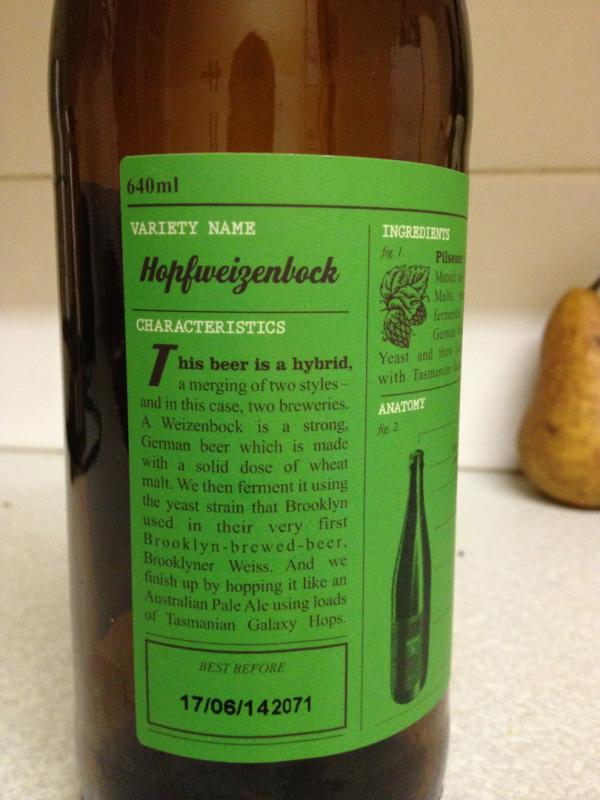 640ml
VARIETY NAME
Hopfweizenbock
CHARACTERISTICS
This beer is a hybrid,
a merging of two styles –
and in this case, two breweries.
A Weizenbock is a strong,
German beer which is made
with a solid dose of wheat
malt. We then ferment it using
the yeast strain that Brooklyn
used in their very first
Brooklyn-brewed-beer,
Brooklyner Weiss. And we
finish up by hopping it like an
Australian Pale Ale using loads
of Tasmanian Galaxy Hops.
BEST BEFORE
17/06/14 2071
INGREDIENTS
fig. 1.
Pilsener
Munich
Malts,
German
Yeast and then
with Tasmanian
ANATOMY
fig. 2.